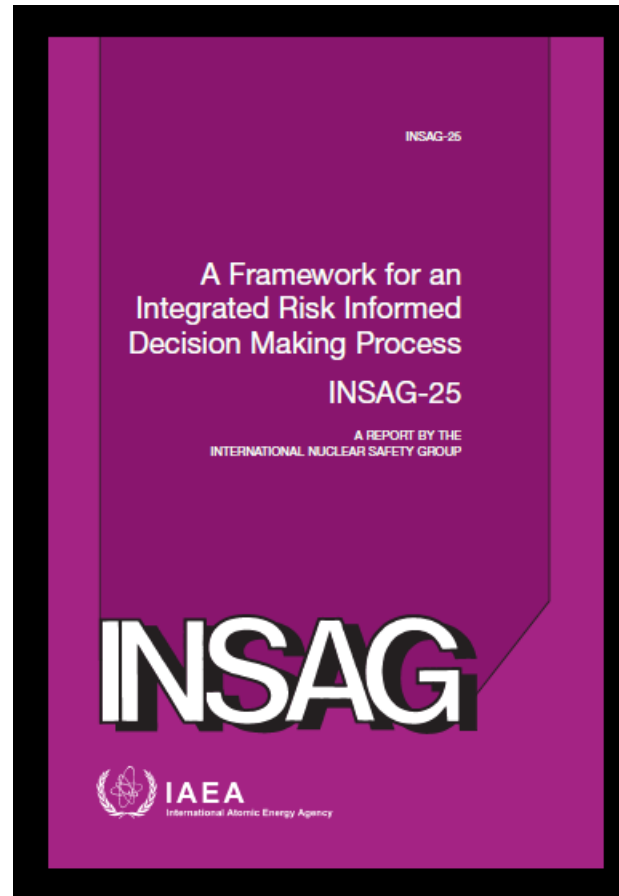 INSAG-25
A Framework for an
Integrated Risk Informed
Decision Making Process
INSAG-25
A REPORT BY THE
INTERNATIONAL NUCLEAR SAFETY GROUP
INSAG
IAEA
International Atomic Energy Agency